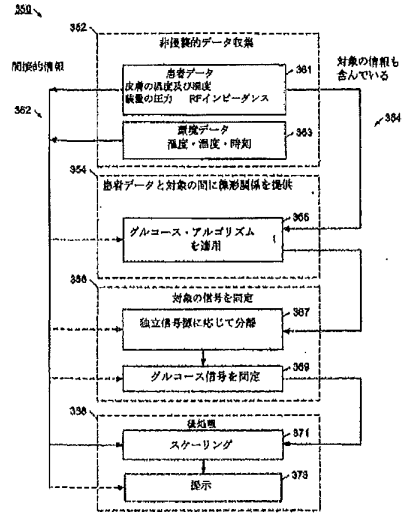 350
352
非侵襲的データ収集
間接的情報
対象の情報も
含んでいる
患者データ
361
皮膚の温度及び湿度
装置の圧力 RFインピーダンス
362
364
環境データ
363
温度・湿度・時刻
354
患者データと対象の間に線形関係を提供
365
グルコース・アルゴリズム
を適用
356
対象の信号を同定
独立信号源に応じて分離
367
グルコース信号を同定
369
358
後処理
スケーリング
371
提示
373